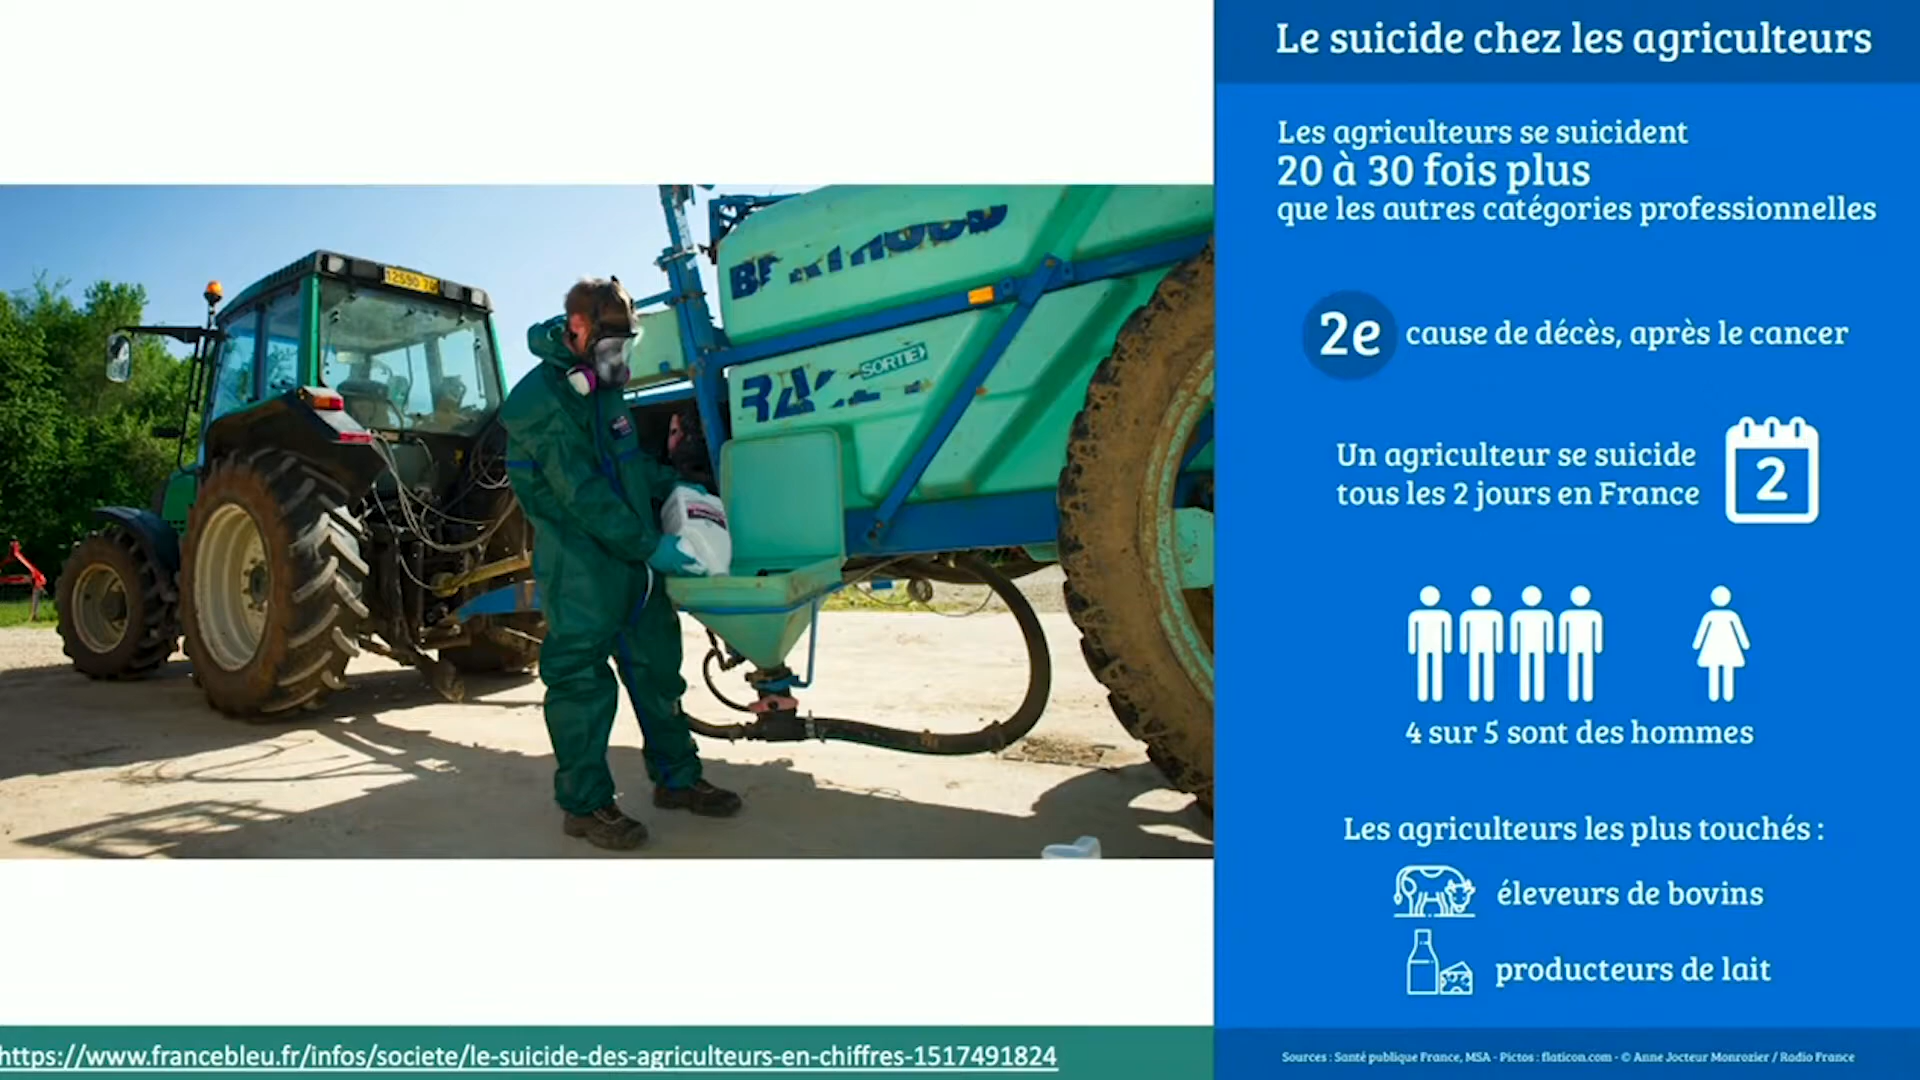 Le suicide chez les agriculteurs
Les agriculteurs se suicident
20 à 30 fois plus
que les autres catégories professionnelles
2e cause de décès, après le cancer
Un agriculteur se suicide
tous les 2 jours en France
2
4 sur 5 sont des hommes
Les agriculteurs les plus touchés :
éleveurs de bovins
producteurs de lait
Sources : Santé publique France, MSA - Pictos : flaticon.com - © Anne Jocteur Monrozier / Radio France
SORTIE
https://www.francebleu.fr/infos/societe/le-suicide-des-agriculteurs-en-chiffres-1517491824